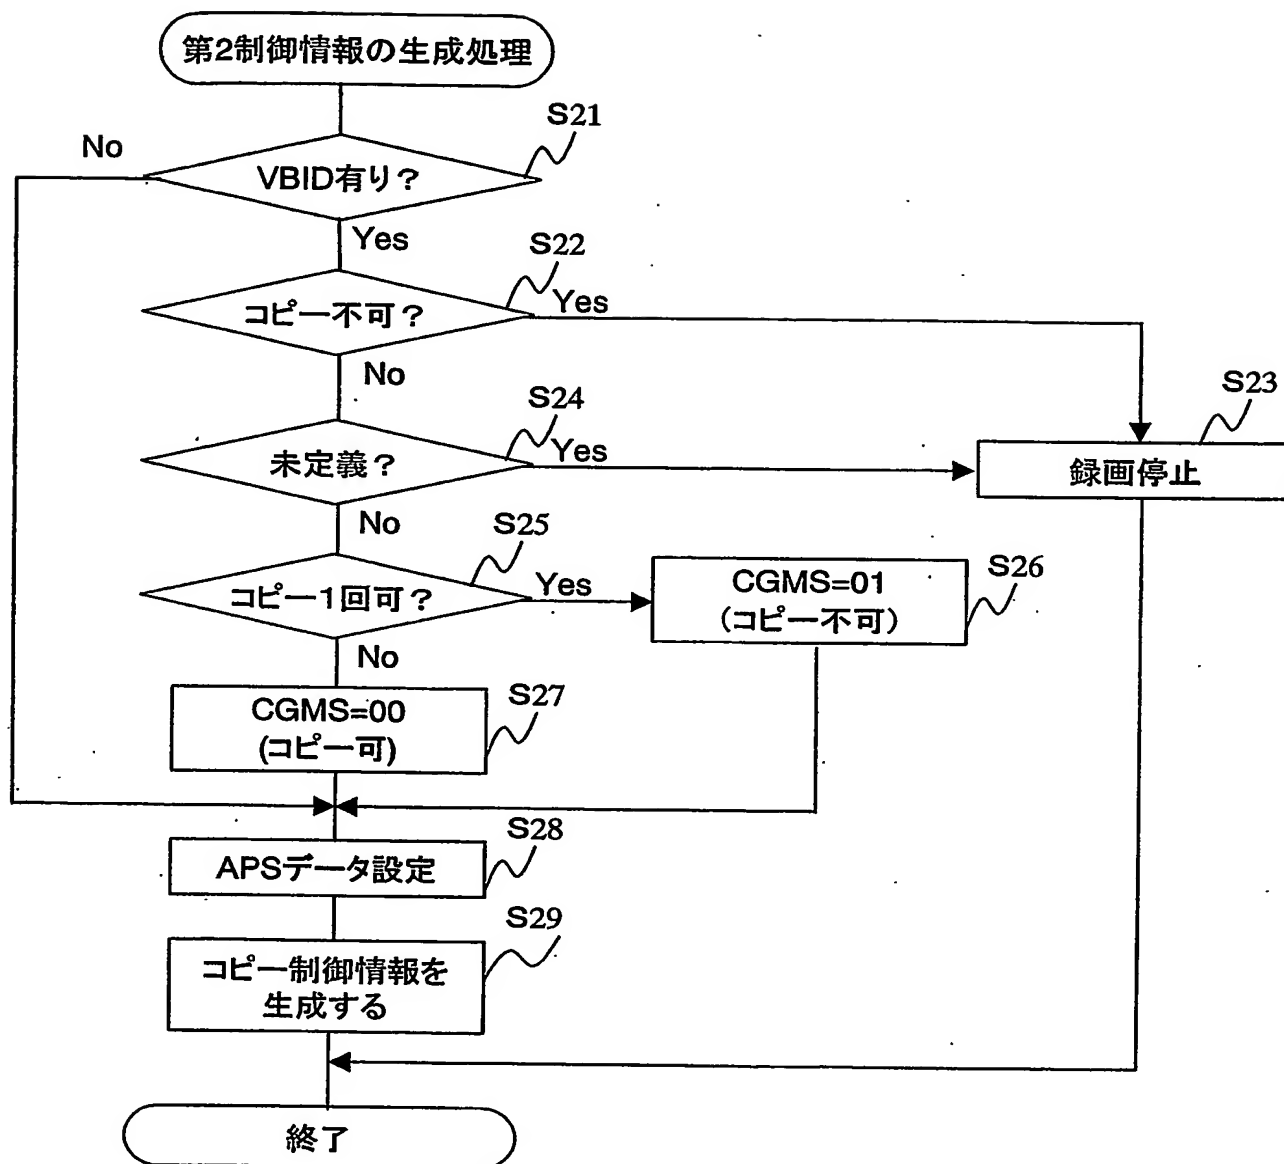 第2制御情報の生成処理
S21
No
VBID有り?
Yes
S22
コピー不可?
Yes
No
S23
S24
未定義?
Yes
録画停止
No
S25
コピー1回可?
Yes
CGMS=01
(コピー不可)
S26
No
CGMS=00
(コピー可)
S27
APSデータ設定
S28
S29
コピー制御情報を
生成する
終了